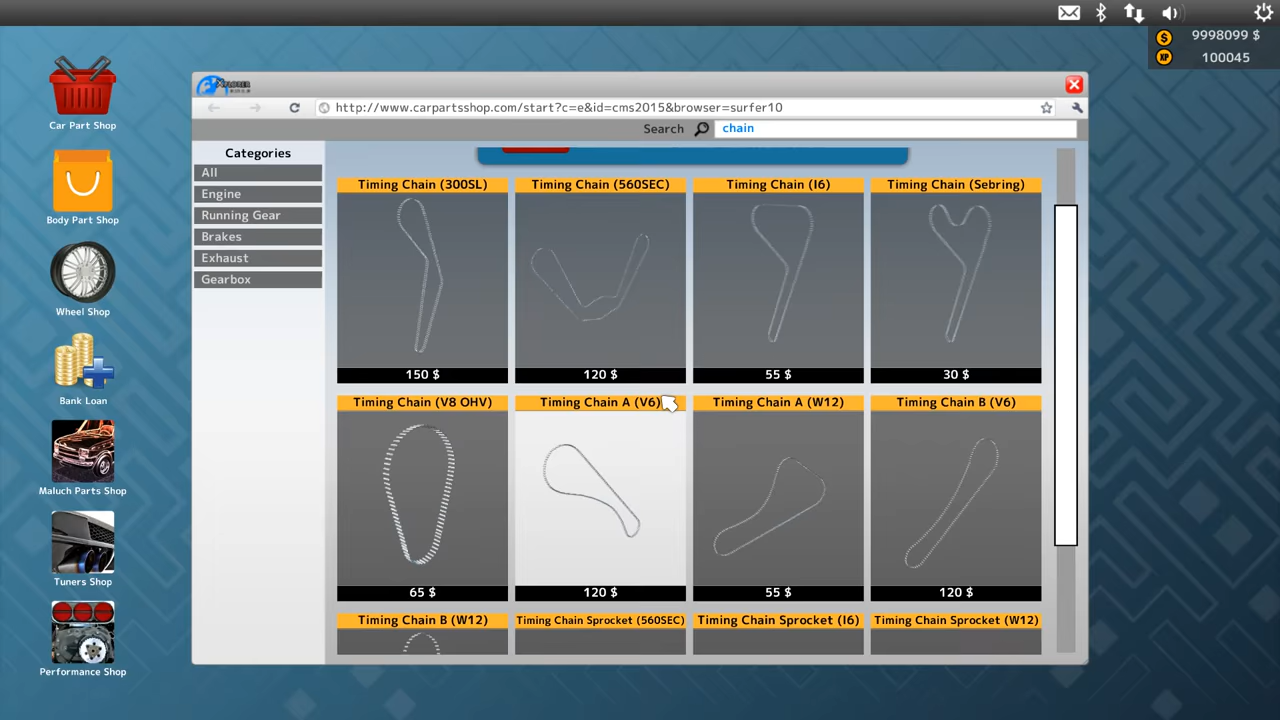 9998099 $
100045
XPLORER
http://www.carpartsshop.com/start?c=e&id=cms2015&browser=surfer10
Search
chain
Car Part Shop
Body Part Shop
Wheel Shop
Bank Loan
Maluch Parts Shop
Tuners Shop
Performance Shop
Categories
All
Engine
Running Gear
Brakes
Exhaust
Gearbox
Timing Chain (300SL)
Timing Chain (560SEC)
Timing Chain (I6)
Timing Chain (Sebring)
150 $
120 $
55 $
30 $
Timing Chain (V8 OHV)
Timing Chain A (V6)
Timing Chain A (W12)
Timing Chain B (V6)
65 $
120 $
55 $
120 $
Timing Chain B (W12)
Timing Chain Sprocket (560SEC)
Timing Chain Sprocket (I6)
Timing Chain Sprocket (W12)